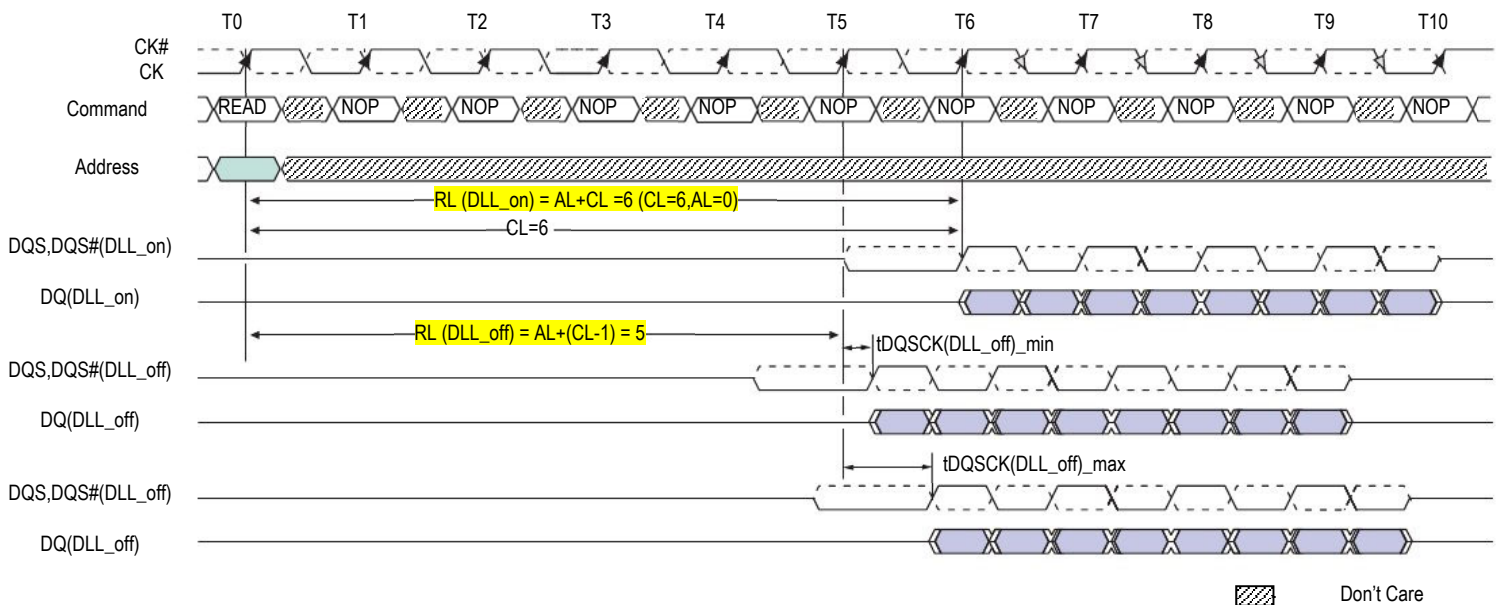 T0 T1 T2 T3 T4 T5 T6 T7 T8 T9 T10
CK#
CK
Command READ NOP NOP NOP NOP NOP NOP NOP NOP NOP NOP
Address
RL (DLL_on) = AL+CL =6 (CL=6,AL=0)
CL=6
DQS,DQS#(DLL_on)
DQ(DLL_on)
RL (DLL_off) = AL+(CL-1) = 5
tDQSCK(DLL_off)_min
DQS,DQS#(DLL_off)
DQ(DLL_off)
tDQSCK(DLL_off)_max
DQS,DQS#(DLL_off)
DQ(DLL_off)
Don't Care